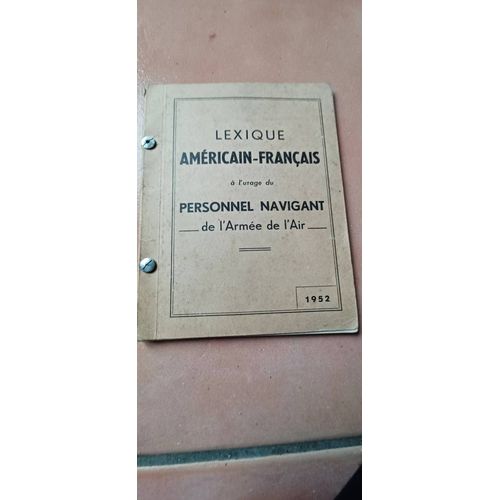 LEXIQUE
AMÉRICAIN-FRANÇAIS
à l'usage du
PERSONNEL NAVIGANT
de l'Armée de l'Air
1952